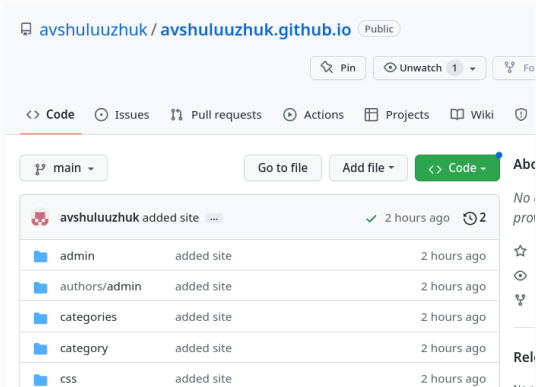 avshuluuzhuk / avshuluuzhuk.github.io Public
Pin Unwatch 1
Code Issues Pull requests Actions Projects Wiki
main Go to file Add file Code
avshuluuzhuk added site ... 2 hours ago 2
admin added site 2 hours ago
authors/admin added site 2 hours ago
categories added site 2 hours ago
category added site 2 hours ago
css added site 2 hours ago
No